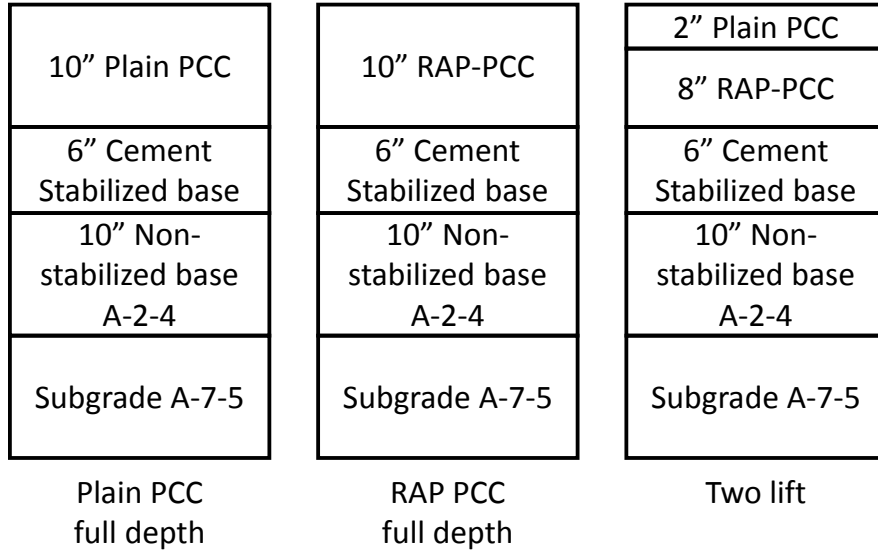 10” Plain PCC
6” Cement
Stabilized base
10” Non-
stabilized base
A-2-4
Subgrade A-7-5
Plain PCC
full depth
10” RAP-PCC
6” Cement
Stabilized base
10” Non-
stabilized base
A-2-4
Subgrade A-7-5
RAP PCC
full depth
2” Plain PCC
8” RAP-PCC
6” Cement
Stabilized base
10” Non-
stabilized base
A-2-4
Subgrade A-7-5
Two lift